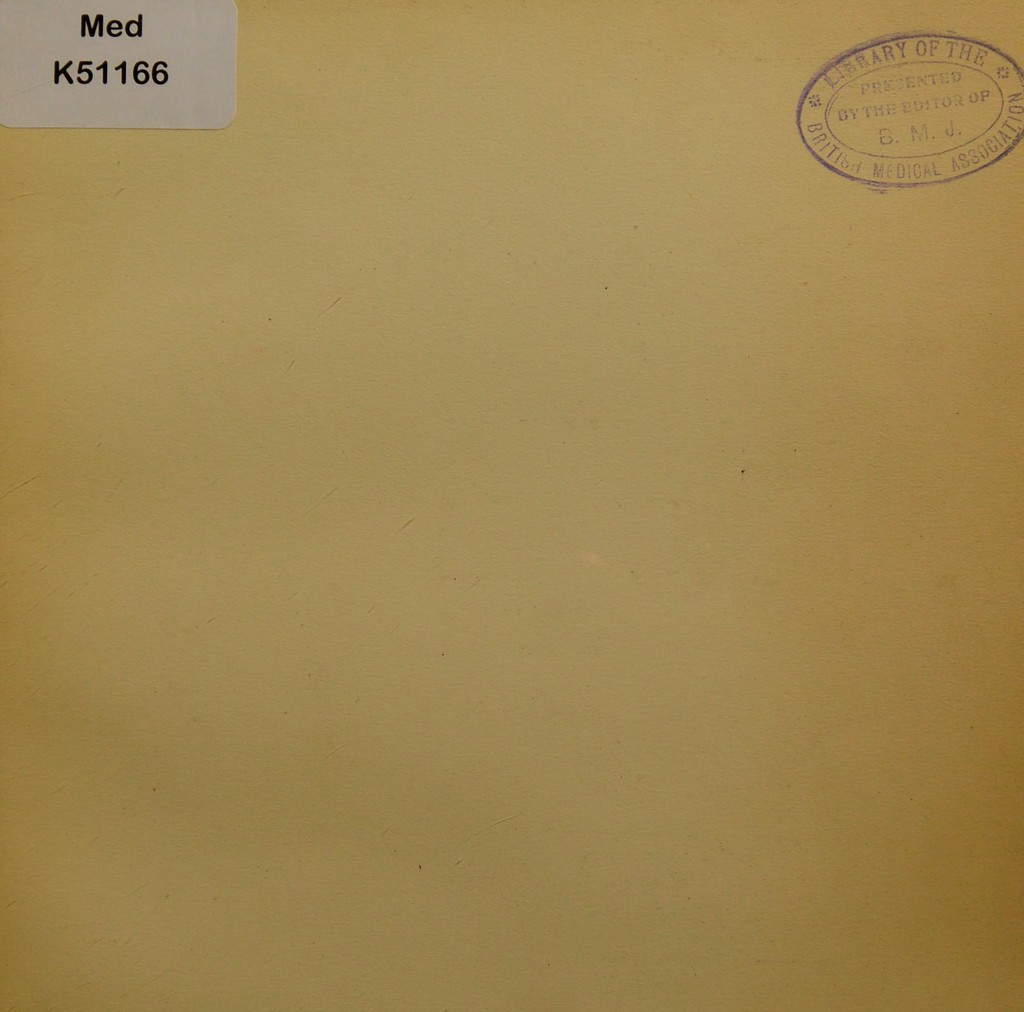 Med
K51166
LIBRARY OF THE
PRESENTED
BY THE EDITOR OF
B. M. J.
BRITISH MEDICAL ASSOCIATION